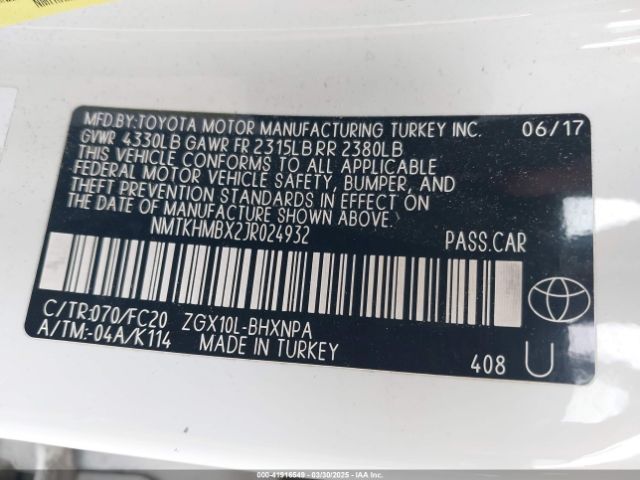 MFD.BY:TOYOTA MOTOR MANUFACTURING TURKEY INC. 06/17
GVWR 4330LB GAWR FR 2315LB RR 2380LB
THIS VEHICLE CONFORMS TO ALL APPLICABLE
FEDERAL MOTOR VEHICLE SAFETY, BUMPER, AND
THEFT PREVENTION STANDARDS IN EFFECT ON
THE DATE OF MANUFACTURE SHOWN ABOVE.
NMTKHMBX2JR024932 PASS.CAR
C/TR:070/FC20 ZGX10L-BHXNPA
A/TM:-04A/K114 MADE IN TURKEY
408 U
000-41916549 - 03/30/2025 - IAAI.COM